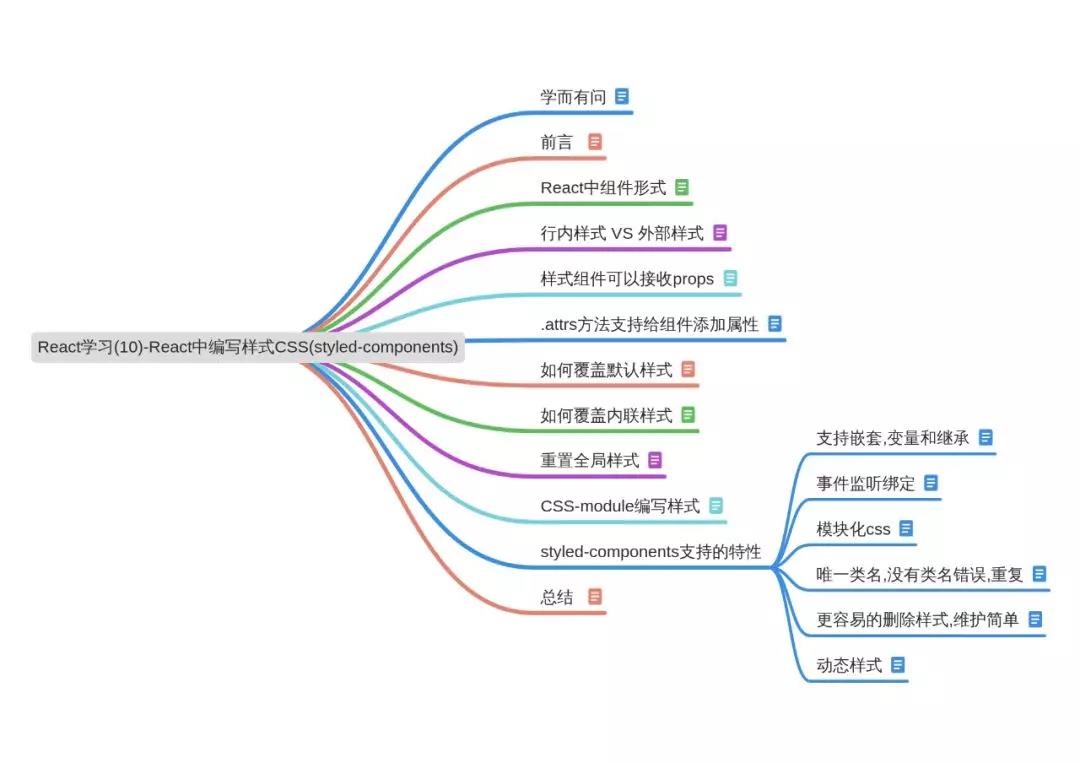 学而有问
前言
React中组件形式
行内样式 VS 外部样式
样式组件可以接收props
.attrs方法支持给组件添加属性
React学习(10)-React中编写样式CSS(styled-components)
如何覆盖默认样式
如何覆盖内联样式
重置全局样式
CSS-module编写样式
styled-components支持的特性
支持嵌套,变量和继承
事件监听绑定
模块化css
唯一类名,没有类名错误,重复
更容易的删除样式,维护简单
动态样式
总结